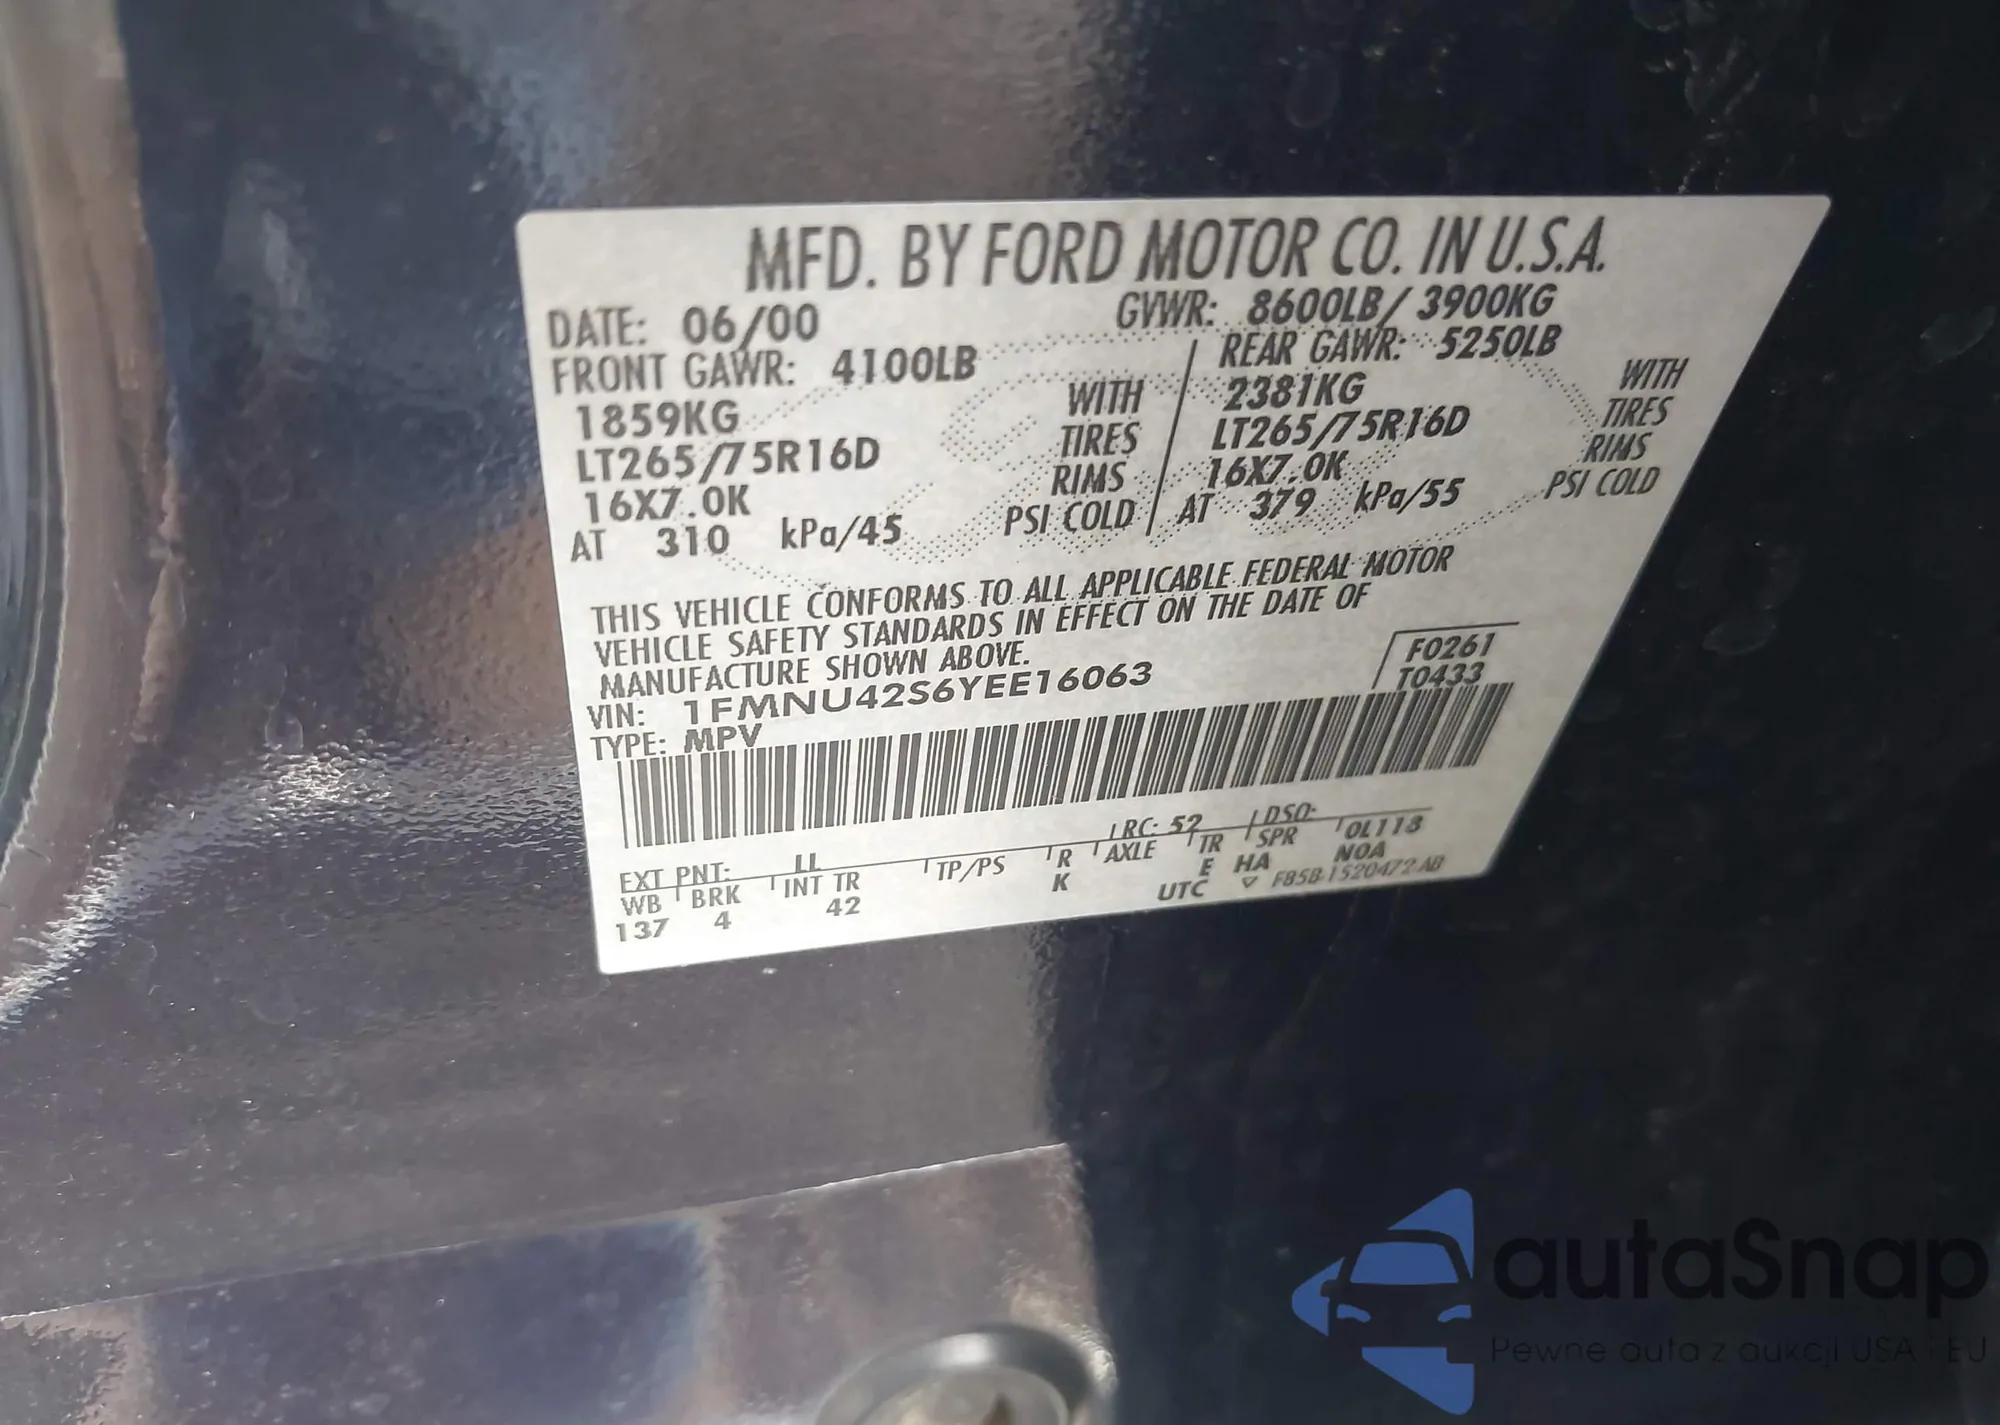 MFD. BY FORD MOTOR CO. IN U.S.A.
DATE: 06/00 GVWR: 8600LB/ 3900KG
FRONT GAWR: 4100LB REAR GAWR: 5250LB
1859KG WITH 2381KG WITH
LT265/75R16D TIRES LT265/75R16D TIRES
16X7.0K RIMS 16X7.0K RIMS
AT 310 kPa/45 PSI COLD AT 379 kPa/55 PSI COLD
THIS VEHICLE CONFORMS TO ALL APPLICABLE FEDERAL MOTOR
VEHICLE SAFETY STANDARDS IN EFFECT ON THE DATE OF
MANUFACTURE SHOWN ABOVE.
F0261
VIN: 1FMNU42S6YEE16063 T0433
TYPE: MPV
EXT PNT: LL RC: 52 DSO:
WB BRK INT TR TP/PS R AXLE TR SPR OL118
137 4 42 K E HA NOA
UTC ▽ F85B-1520472-AB
autaSnap
Pewne auta z aukcji USA i EU